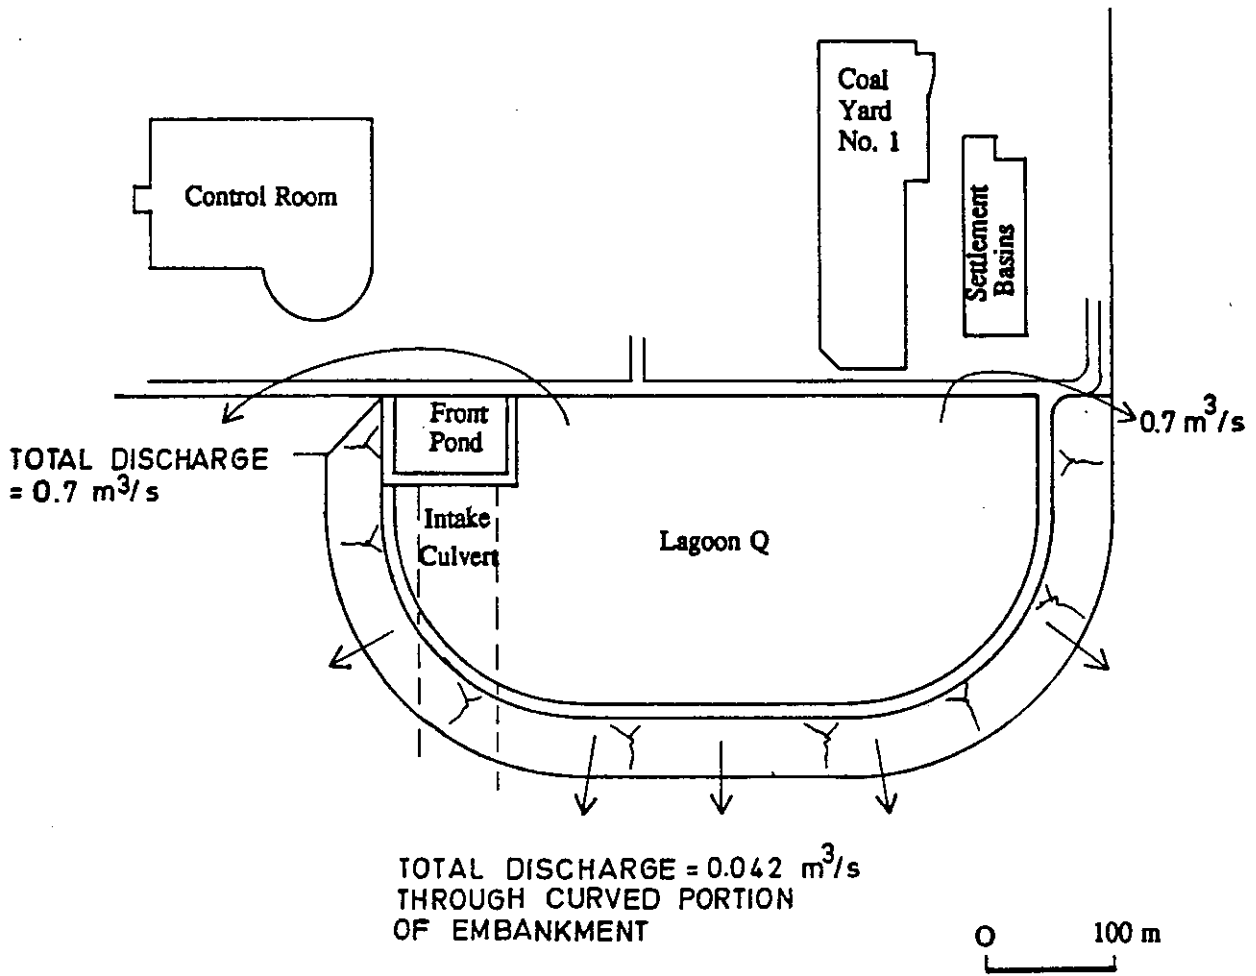 Coal
Yard
No. 1
Control Room
Settlement
Basins
Front
Pond
0.7 m³/s
TOTAL DISCHARGE
= 0.7 m³/s
Intake
Culvert
Lagoon Q
TOTAL DISCHARGE = 0.042 m³/s
THROUGH CURVED PORTION
OF EMBANKMENT
O 100 m